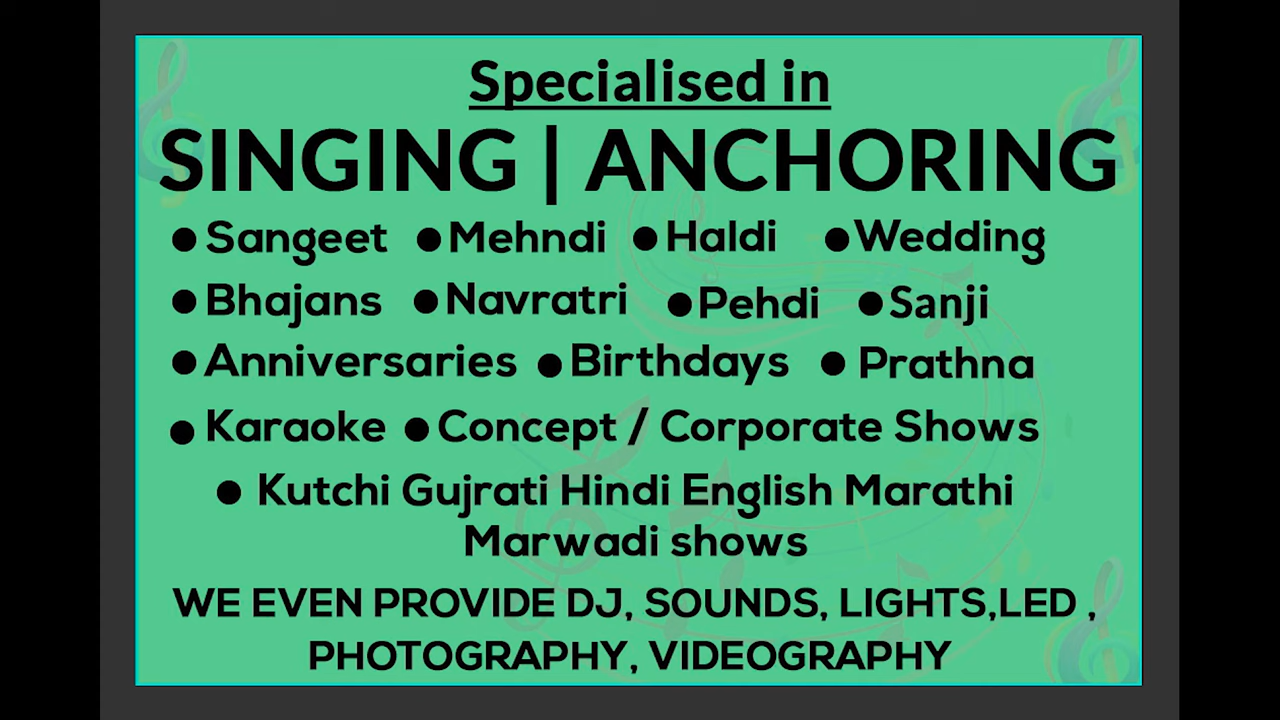 Specialised in
SINGING | ANCHORING
● Sangeet ● Mehndi ● Haldi ● Wedding
● Bhajans ● Navratri ● Pehdi ● Sanji
● Anniversaries ● Birthdays ● Prathna
● Karaoke ● Concept / Corporate Shows
● Kutchi Gujrati Hindi English Marathi
Marwadi shows
WE EVEN PROVIDE DJ, SOUNDS, LIGHTS,LED ,
PHOTOGRAPHY, VIDEOGRAPHY